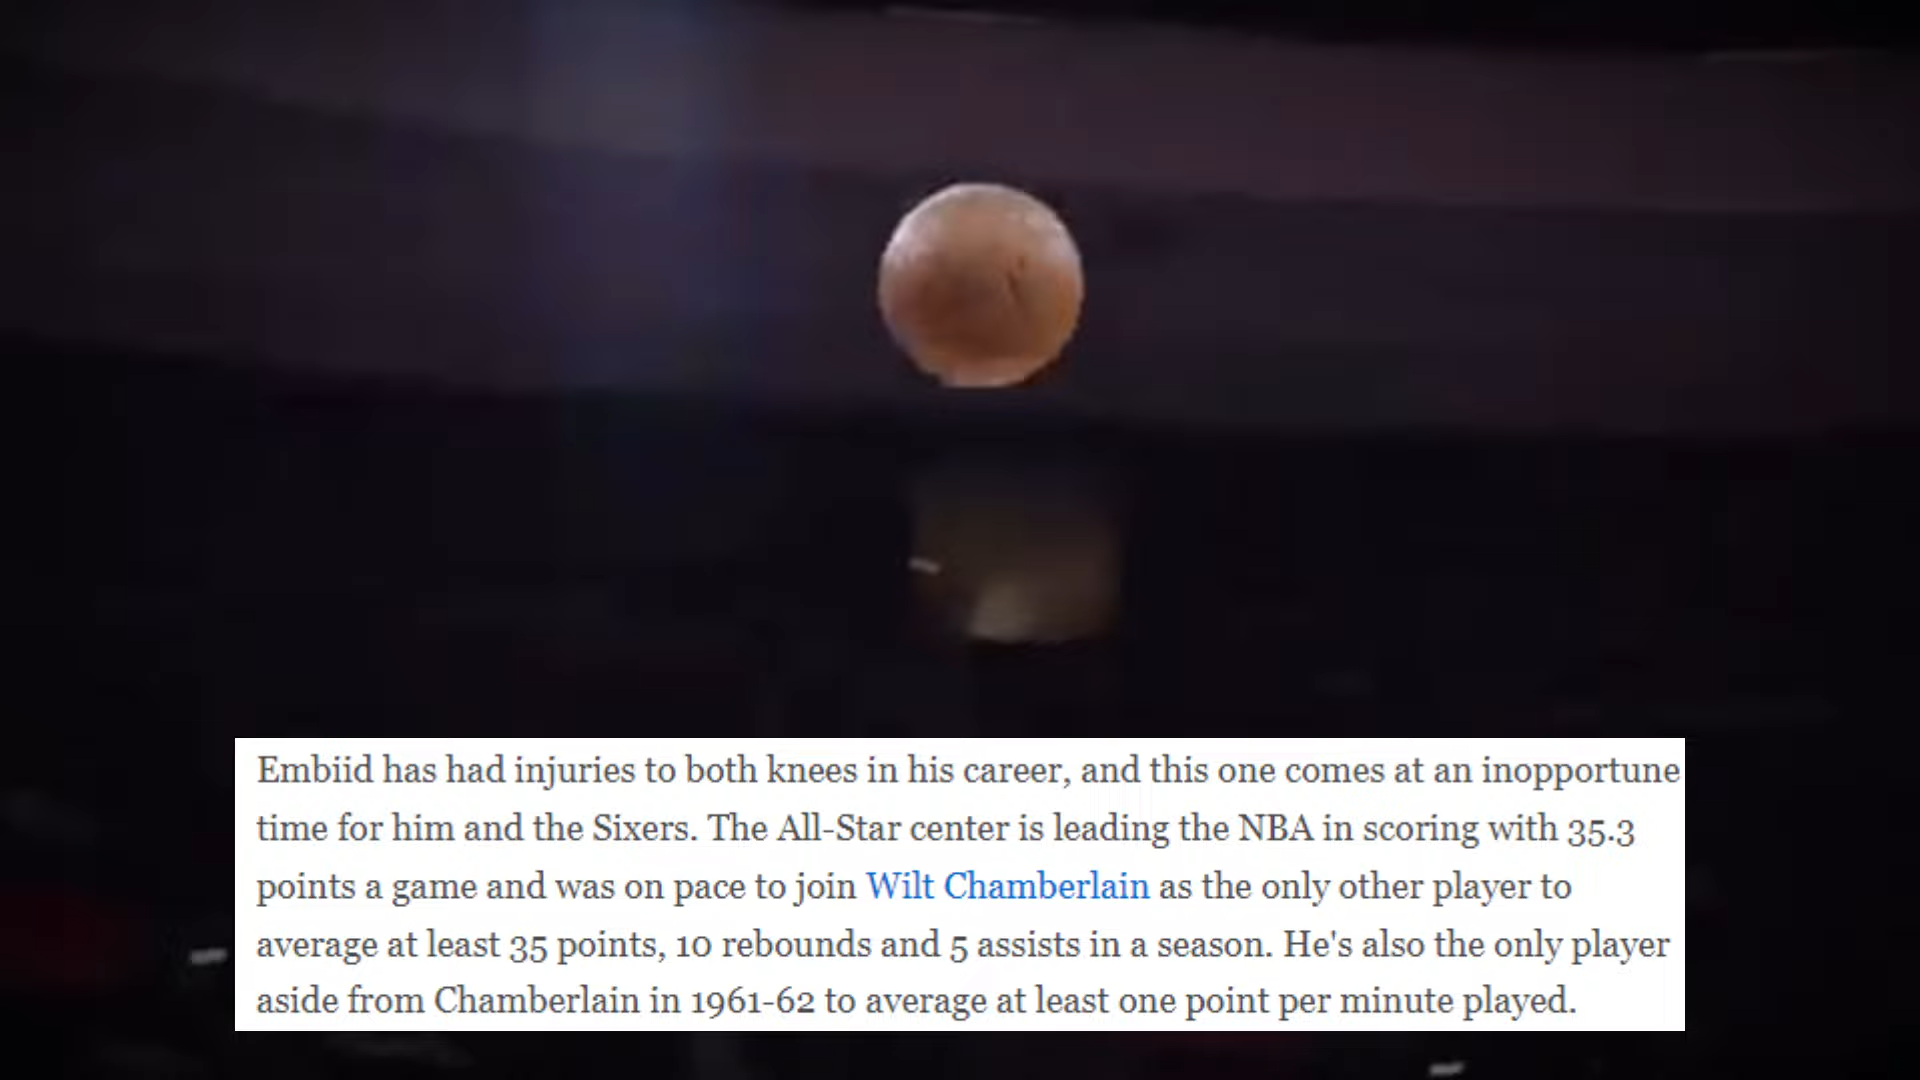 Embiid has had injuries to both knees in his career, and this one comes at an inopportune
time for him and the Sixers. The All-Star center is leading the NBA in scoring with 35.3
points a game and was on pace to join Wilt Chamberlain as the only other player to
average at least 35 points, 10 rebounds and 5 assists in a season. He's also the only player
aside from Chamberlain in 1961-62 to average at least one point per minute played.